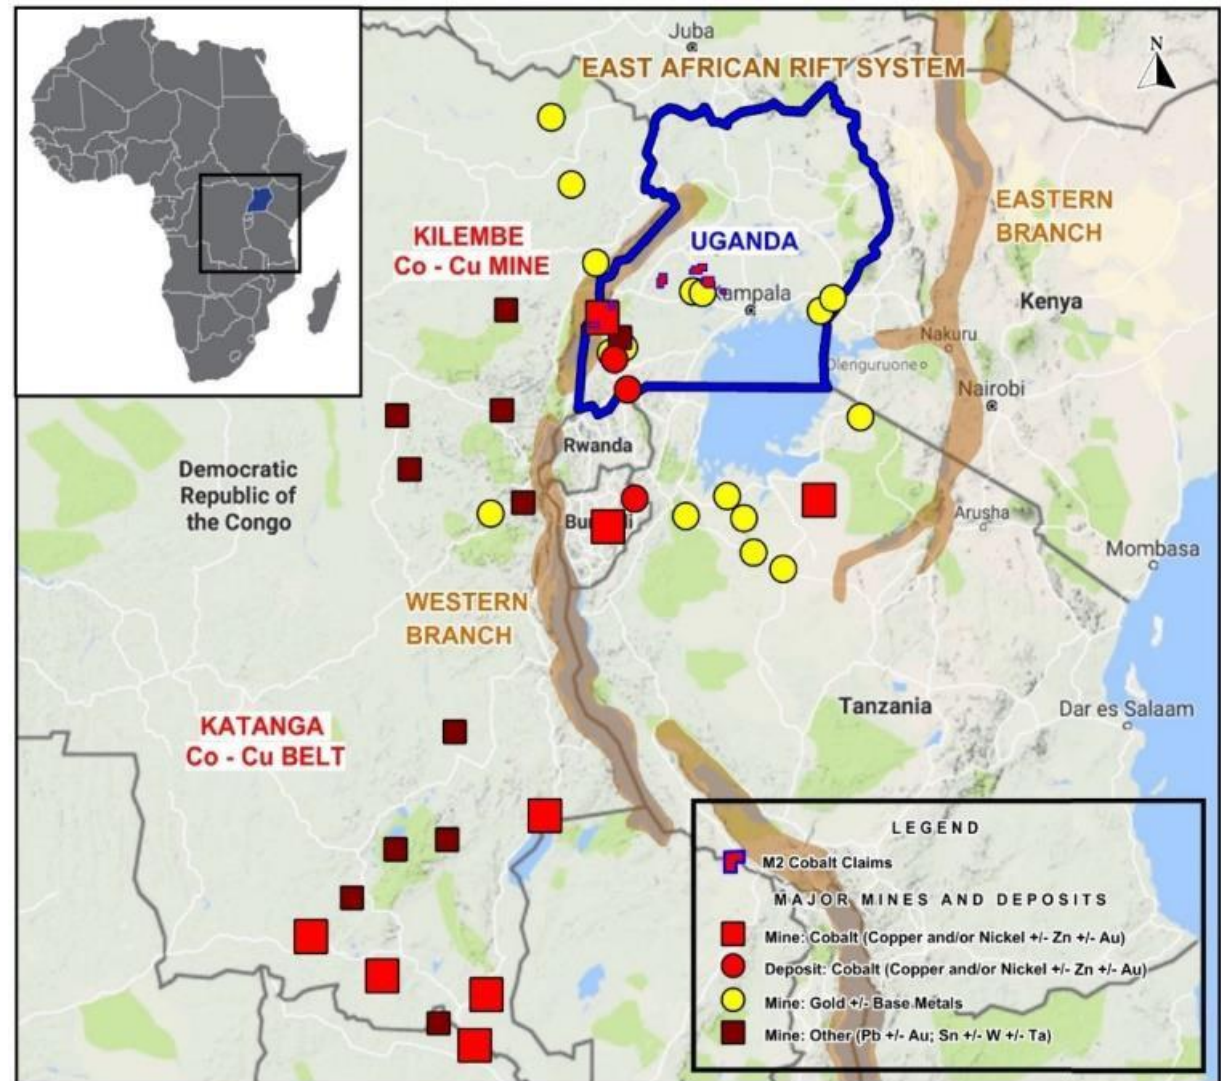 Juba
N
EAST AFRICAN RIFT SYSTEM
EASTERN
BRANCH
KILEMBE
Co - Cu MINE
UGANDA
Kampala
Kenya
Nakuru
Olenguruone
Nairobi
Rwanda
Democratic
Republic of
the Congo
Burundi
Arusha
Mombasa
WESTERN
BRANCH
Tanzania
Dar es Salaam
KATANGA
Co - Cu BELT
LEGEND
M2 Cobalt Claims
MAJOR MINES AND DEPOSITS
Mine: Cobalt (Copper and/or Nickel +/- Zn +/- Au)
Deposit: Cobalt (Copper and/or Nickel +/- Zn +/- Au)
Mine: Gold +/- Base Metals
Mine: Other (Pb +/- Au; Sn +/- W +/- Ta)